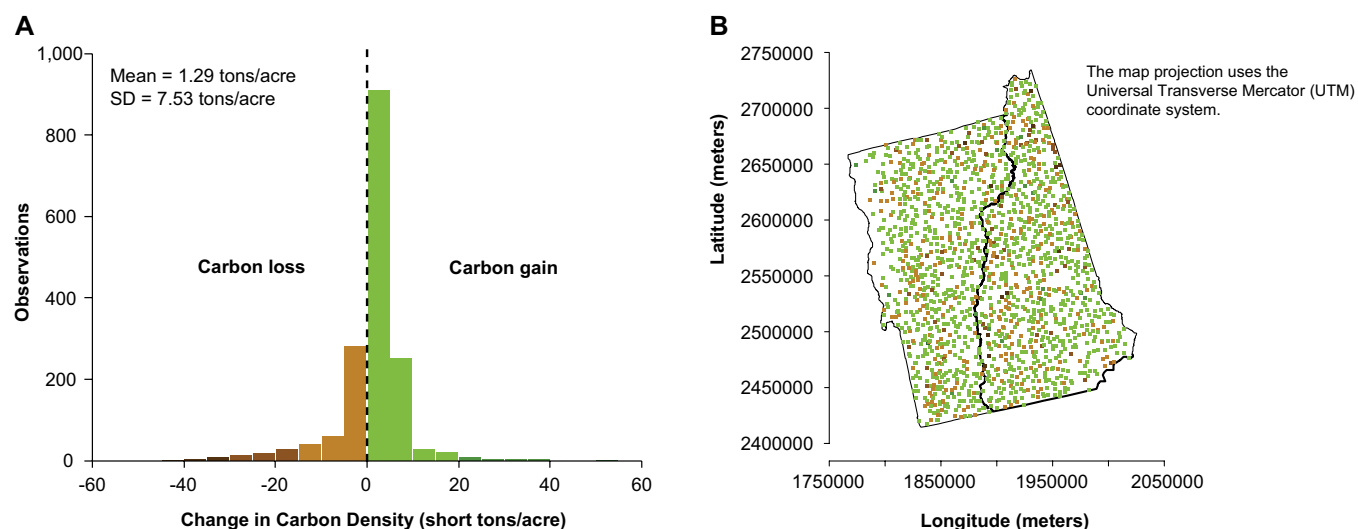 A
1,000
800
600
400
200
0
Observations
Mean = 1.29 tons/acre
SD = 7.53 tons/acre
Carbon loss
Carbon gain
-60
-40
-20
0
20
40
60
Change in Carbon Density (short tons/acre)
B
2750000
2700000
2650000
2600000
2550000
2500000
2450000
2400000
Latitude (meters)
The map projection uses the
Universal Transverse Mercator (UTM)
coordinate system.
1750000
1850000
1950000
2050000
Longitude (meters)